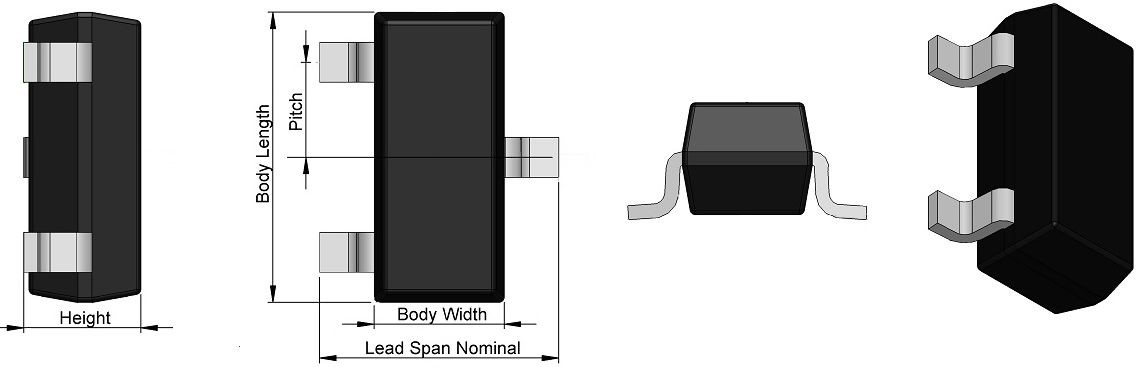 Height
Body Length
Pitch
Body Width
Lead Span Nominal